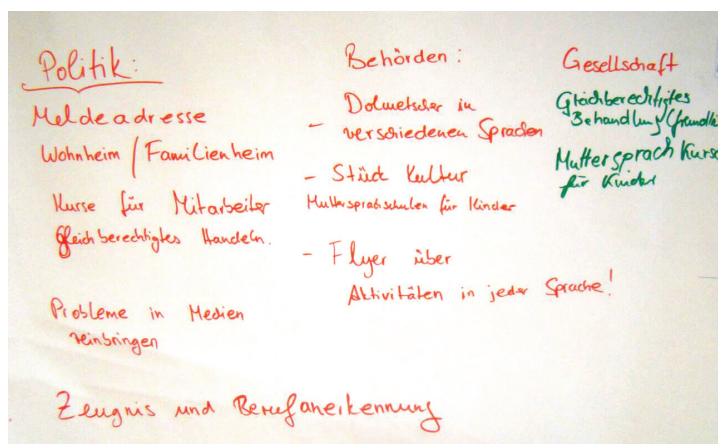 Politik:
Meldeadresse
Wohnheim / Familienheim
Kurse für Mitarbeiter
gleichberechtigtes Handeln.
Probleme in Medien
reinbringen
Zeugnis und Berufanerkennung
Behörden:
- Dolmetscher in
verschiedenen Sprachen
- Stück Kultur
Muttersprachschulen für Kinder
- Flyer über
Aktivitäten in jeder Sprache!
Gesellschaft
Gleichberechtigtes
Behandlung
Muttersprach Kurse
für Kinder